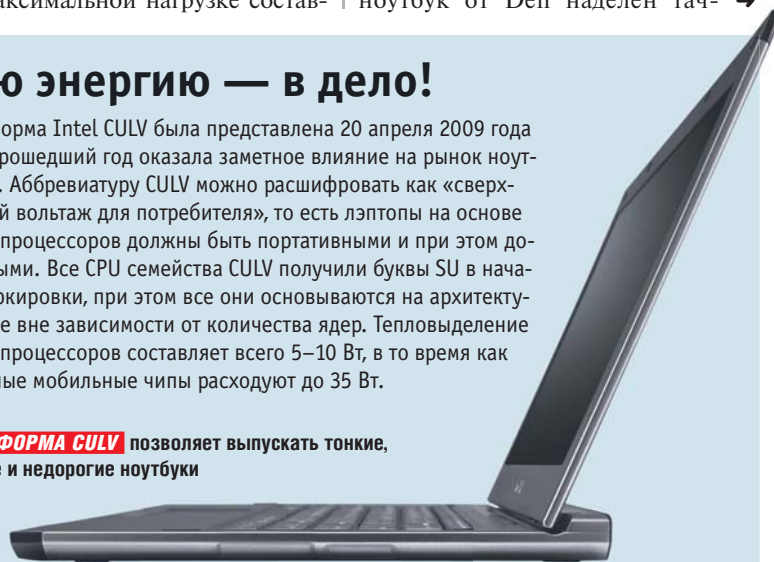 аксимальной нагрузке состав-
ноутбук от Dell наделен тач- →
ю энергию — в дело!
орма Intel CULV была представлена 20 апреля 2009 года
рошедший год оказала заметное влияние на рынок ноут-
. Аббревиатуру CULV можно расшифровать как «сверх-
й вольтаж для потребителя», то есть лэптопы на основе
процессоров должны быть портативными и при этом до-
ыми. Все CPU семейства CULV получили буквы SU в нача-
ркировки, при этом все они основываются на архитекту-
е вне зависимости от количества ядер. Тепловыделение
процессоров составляет всего 5–10 Вт, в то время как
ные мобильные чипы расходуют до 35 Вт.
ФОРМА CULV позволяет выпускать тонкие,
е и недорогие ноутбуки